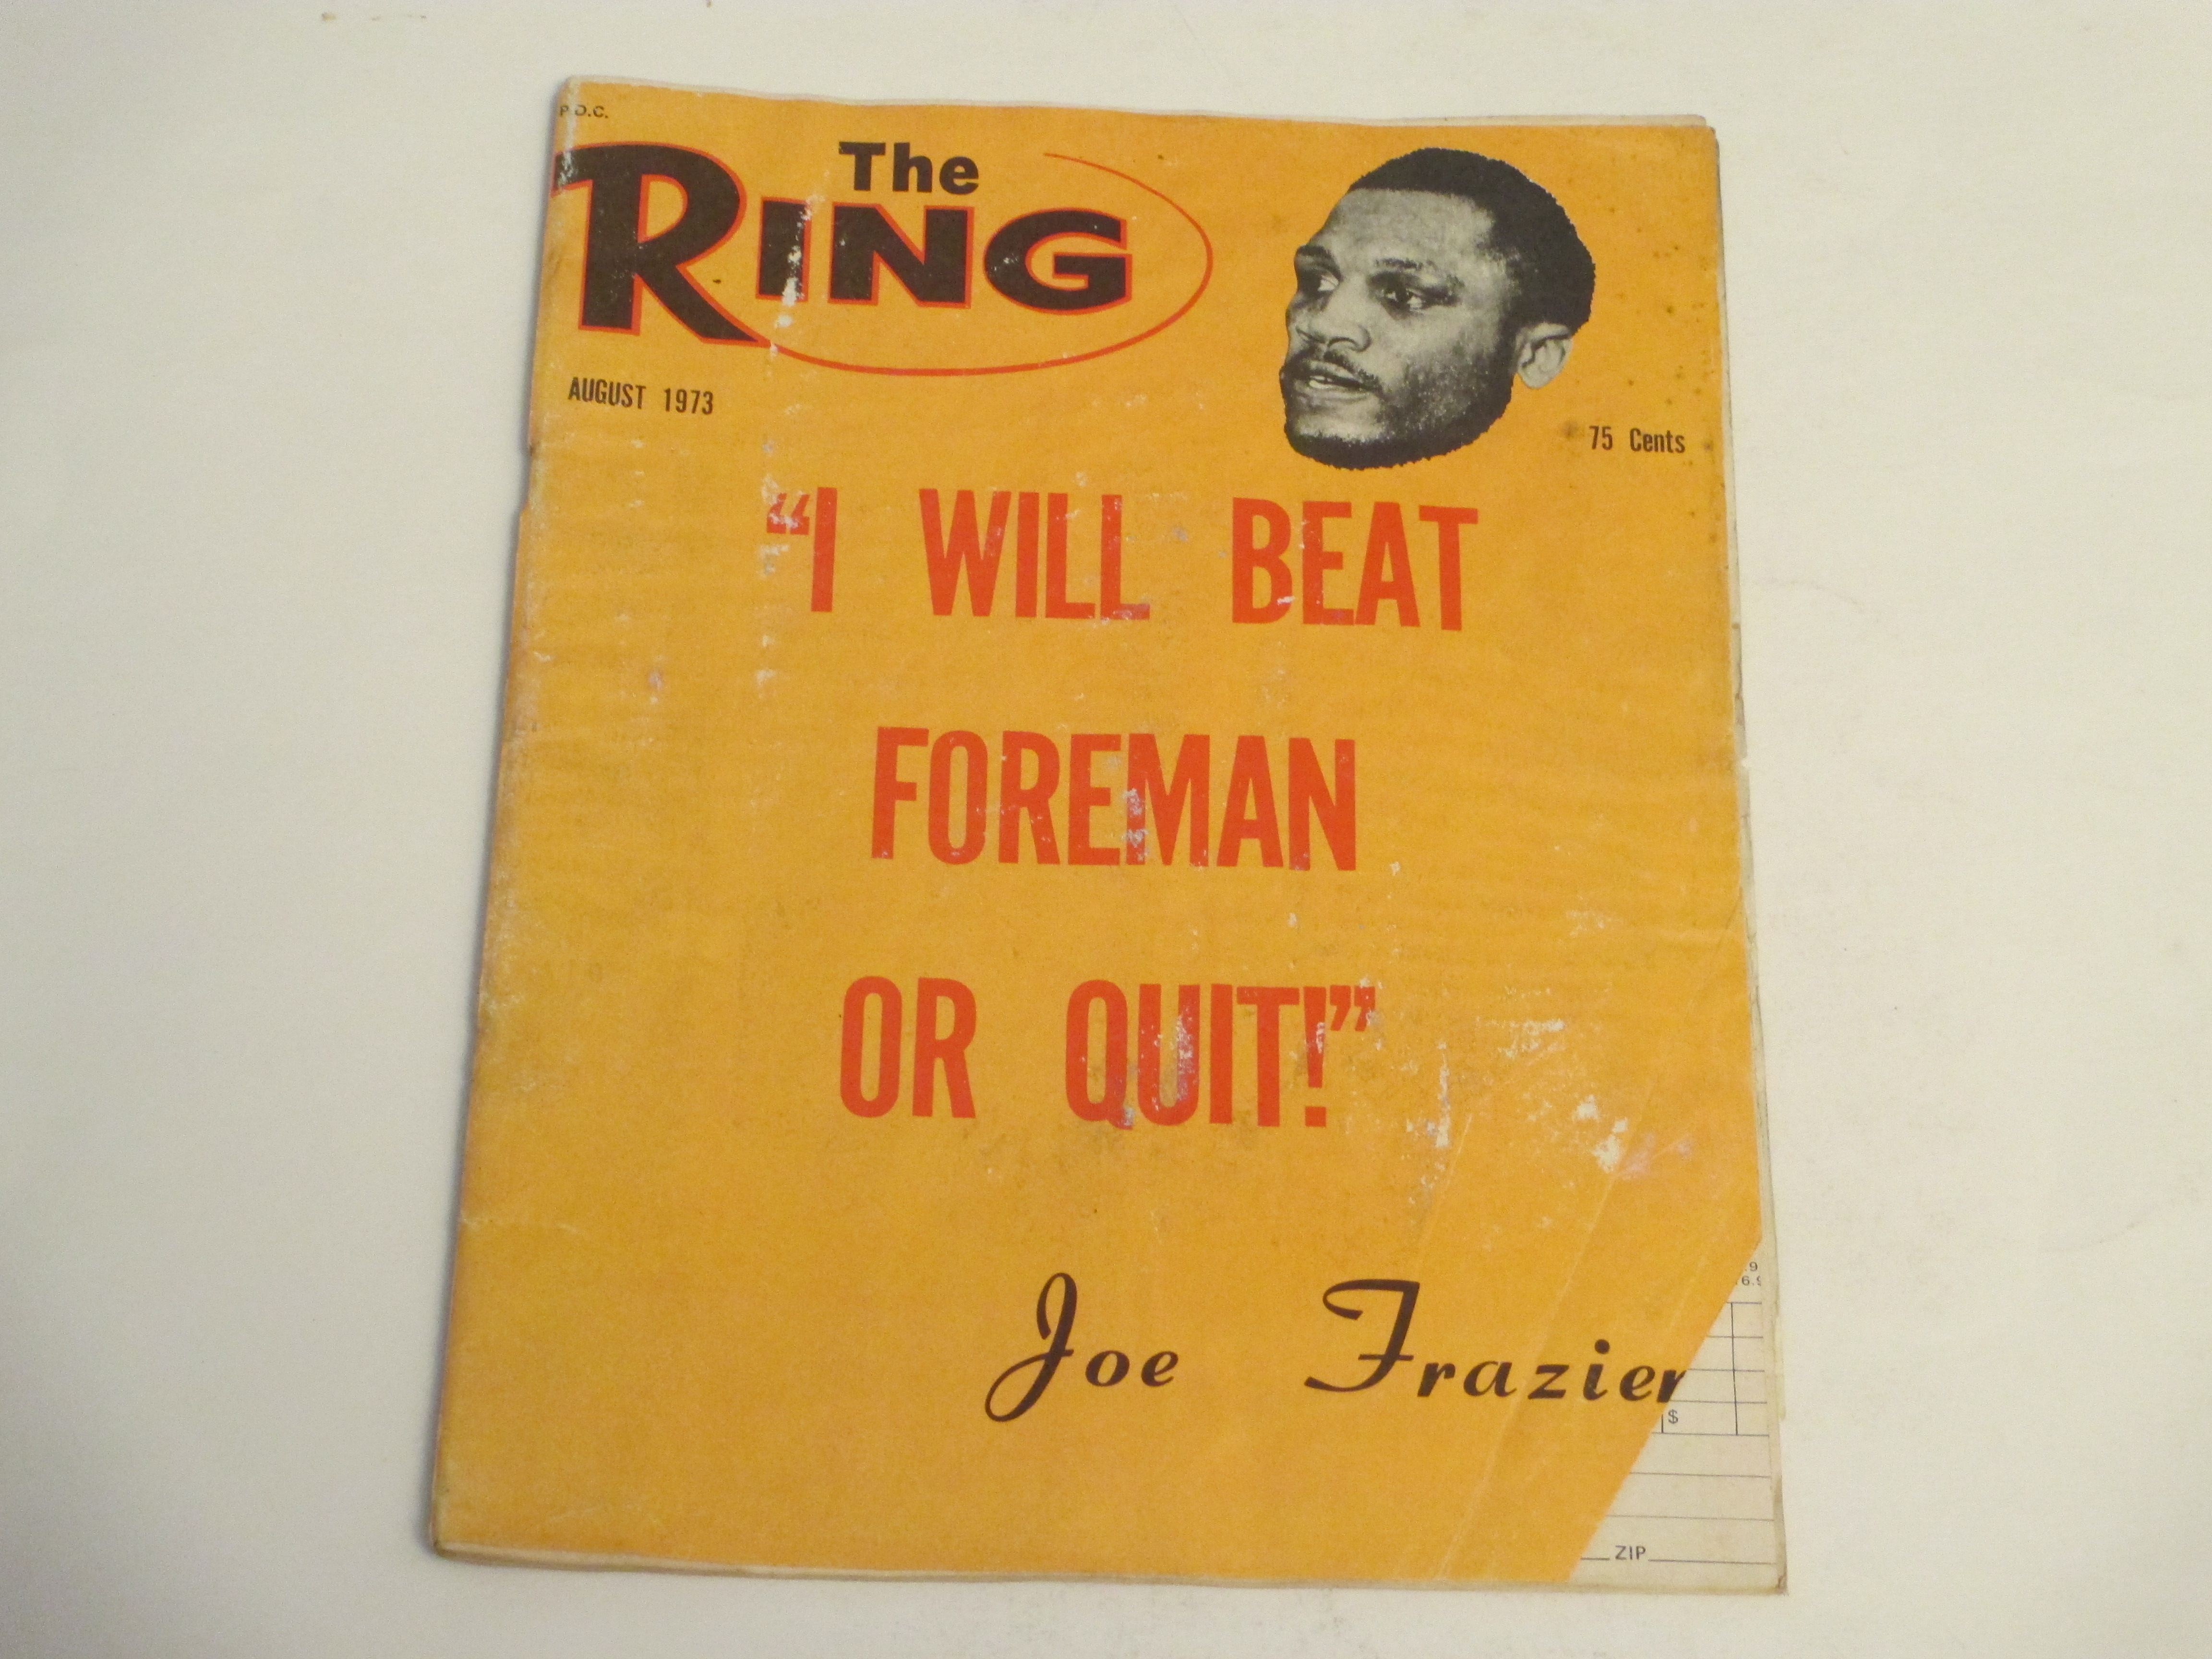 P.O.C.
The
RING
AUGUST 1973
75 Cents
“I WILL BEAT
FOREMAN
OR QUIT!”
Joe Frazier
$
ZIP